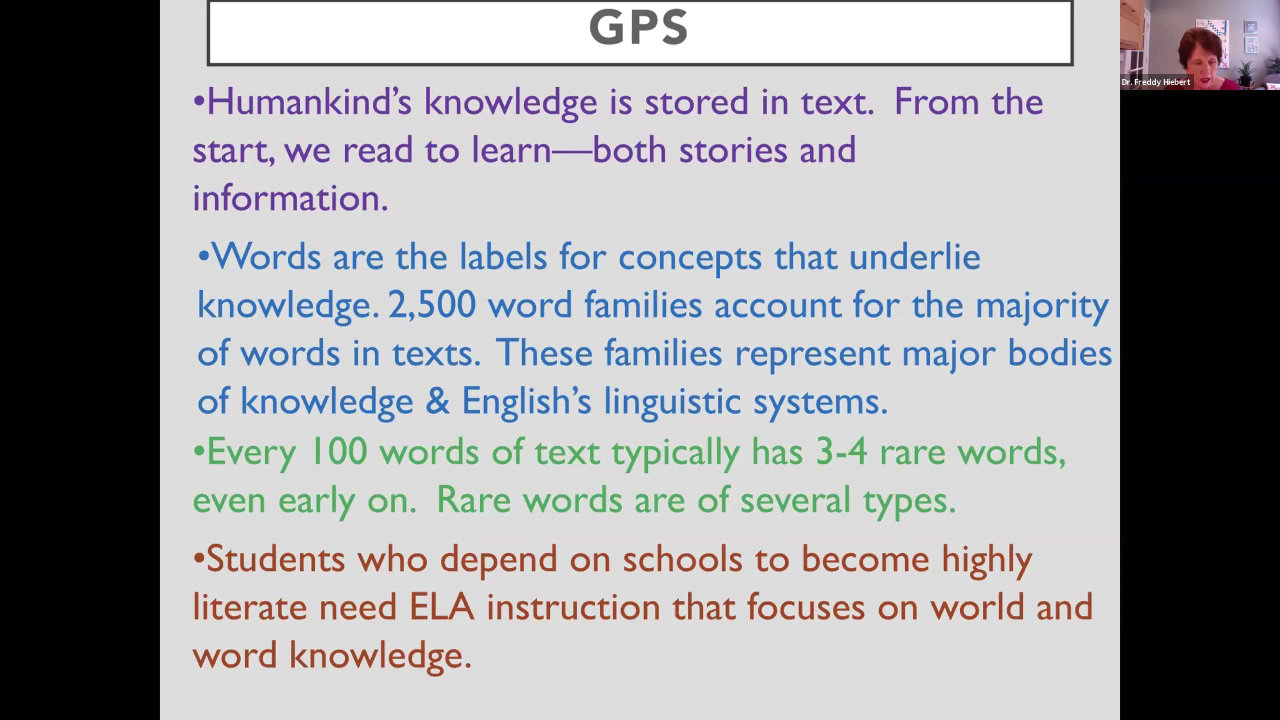 GPS
•Humankind's knowledge is stored in text.  From the
start, we read to learn—both stories and
information.
•Words are the labels for concepts that underlie
knowledge. 2,500 word families account for the majority
of words in texts.  These families represent major bodies
of knowledge & English's linguistic systems.
•Every 100 words of text typically has 3-4 rare words,
even early on.  Rare words are of several types.
•Students who depend on schools to become highly
literate need ELA instruction that focuses on world and
word knowledge.
Dr. Freddy Hiebert